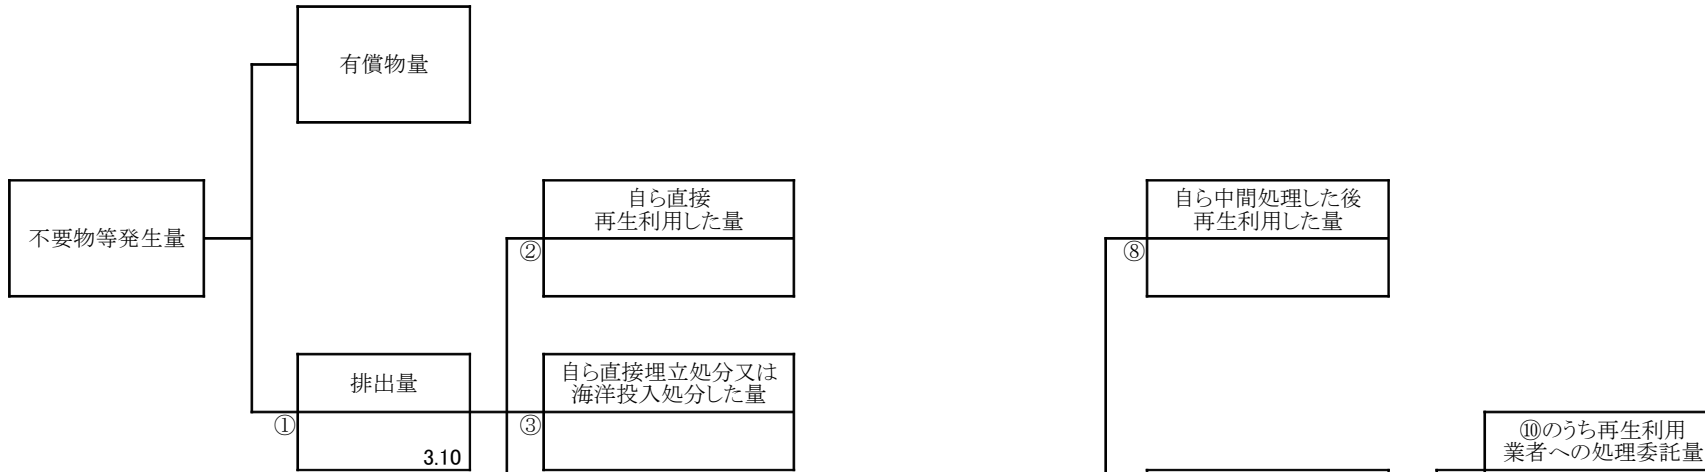 有償物量
不要物等発生量
自ら直接
再生利用した量
②
自ら中間処理した後
再生利用した量
⑧
排出量
①
3.10
自ら直接埋立処分又は
海洋投入処分した量
③
⑩のうち再生利用
業者への処理委託量